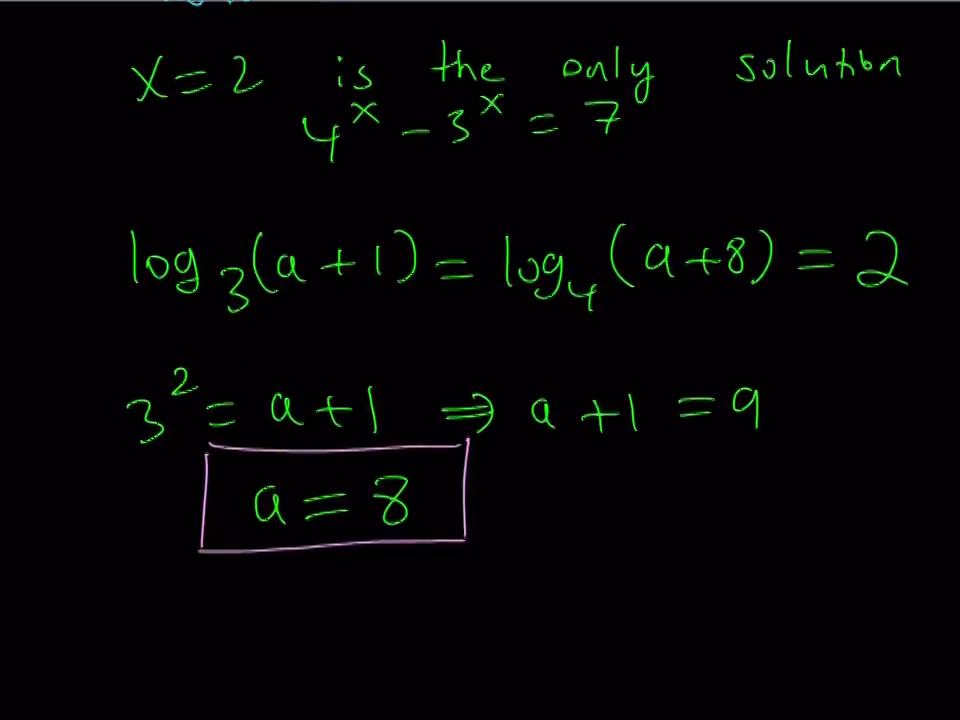 x = 2 is the only solution
4^x - 3^x = 7
log_3(a+1) = log_4(a+8) = 2
3^2 = a+1 ⇒ a+1 = 9
a = 8